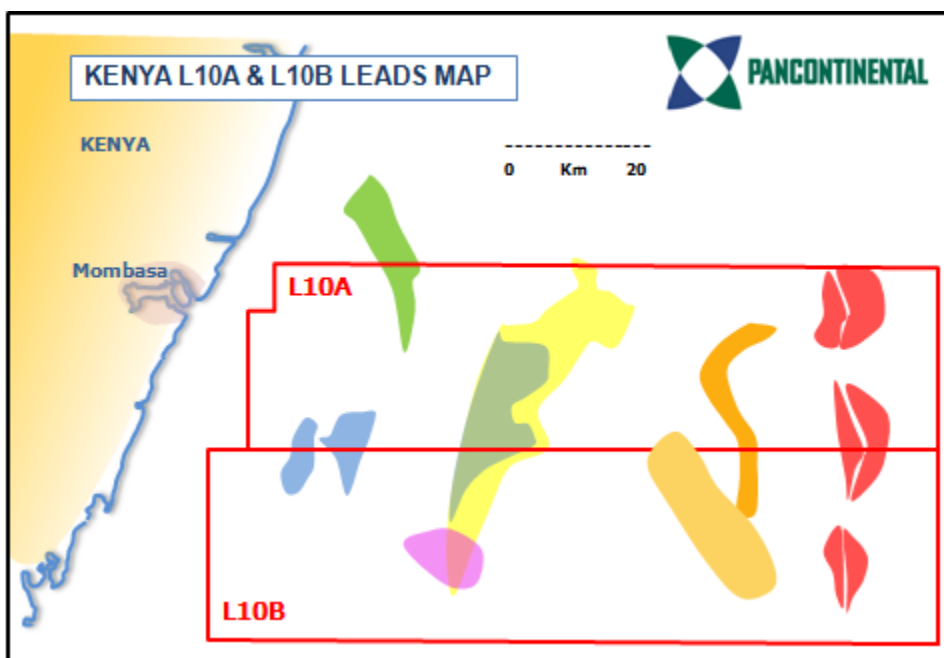 KENYA L10A & L10B LEADS MAP
PANCONTINENTAL
KENYA
0 Km 20
Mombasa
L10A
L10B